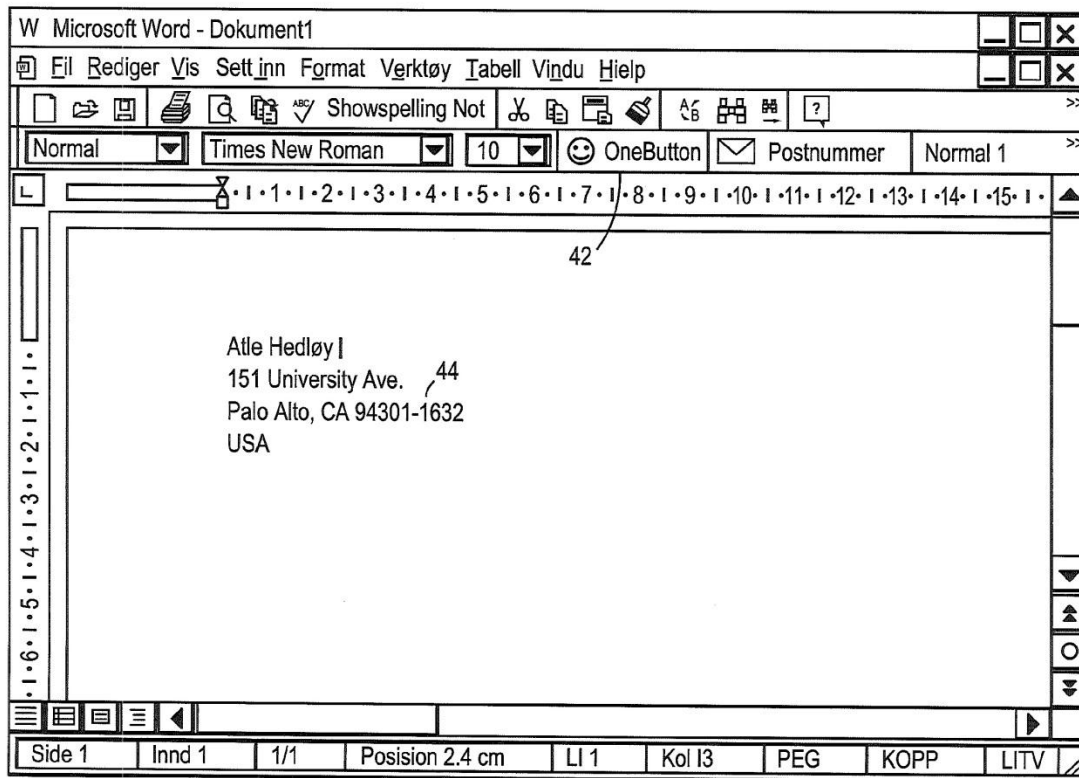 W Microsoft Word - Dokument1
Fil Rediger Vis Sett inn Format Verktøy Tabell Vindu Hielp
ABC Showspelling Not A B ? >>
Normal Times New Roman 10 OneButton Postnummer Normal 1 >>
L · I · 1 · I · 2 · I · 3 · I · 4 · I · 5 · I · 6 · I · 7 · I · 8 · I · 9 · I · 10 · I · 11 · I · 12 · I · 13 · I · 14 · I · 15 · I ·
42
Atle Hedløy
151 University Ave. 44
Palo Alto, CA 94301-1632
USA
· I · 1 · I · 2 · I · 3 · I · 4 · I · 5 · I · 6 · I ·
Side 1 Innd 1 1/1 Posision 2.4 cm LI 1 Kol I3 PEG KOPP LITV